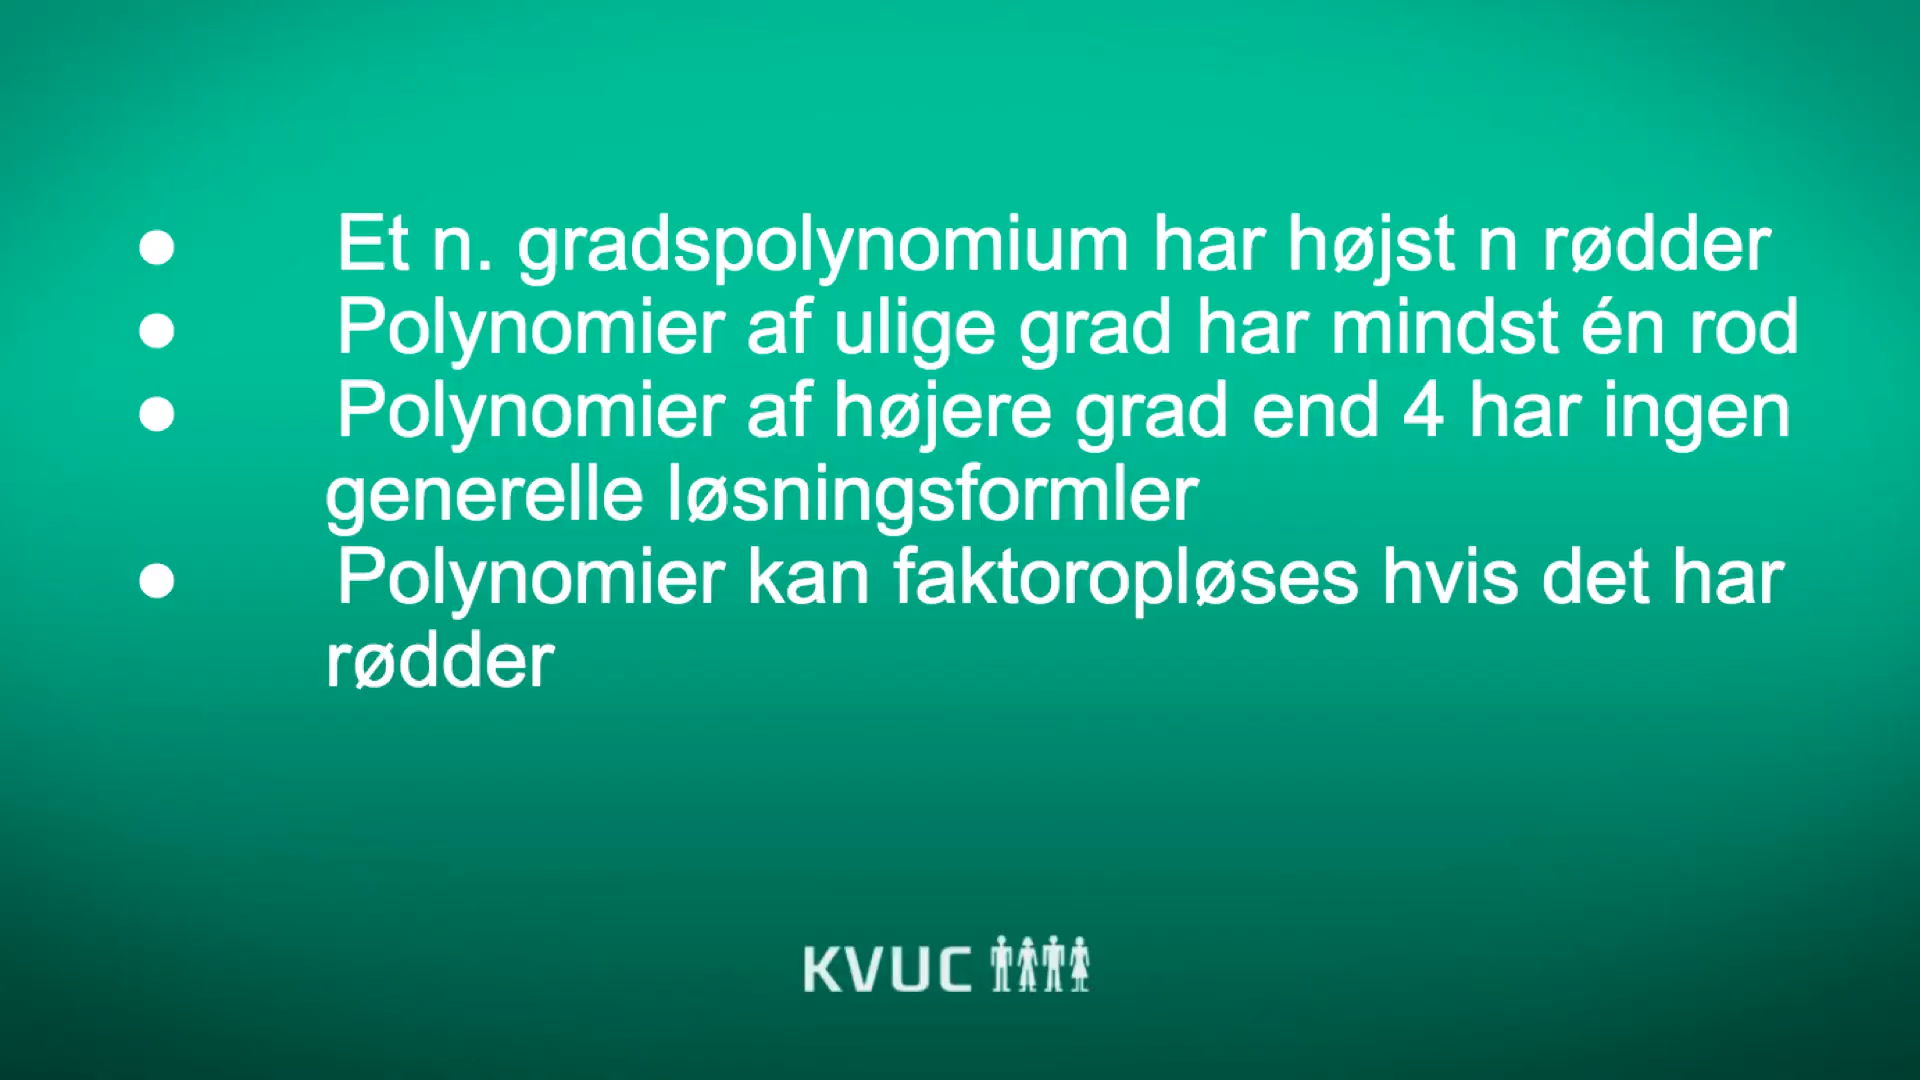 ● Et n. gradspolynomium har højst n rødder
● Polynomier af ulige grad har mindst én rod
● Polynomier af højere grad end 4 har ingen
generelle løsningsformler
● Polynomier kan faktoropløses hvis det har
rødder
KVUC